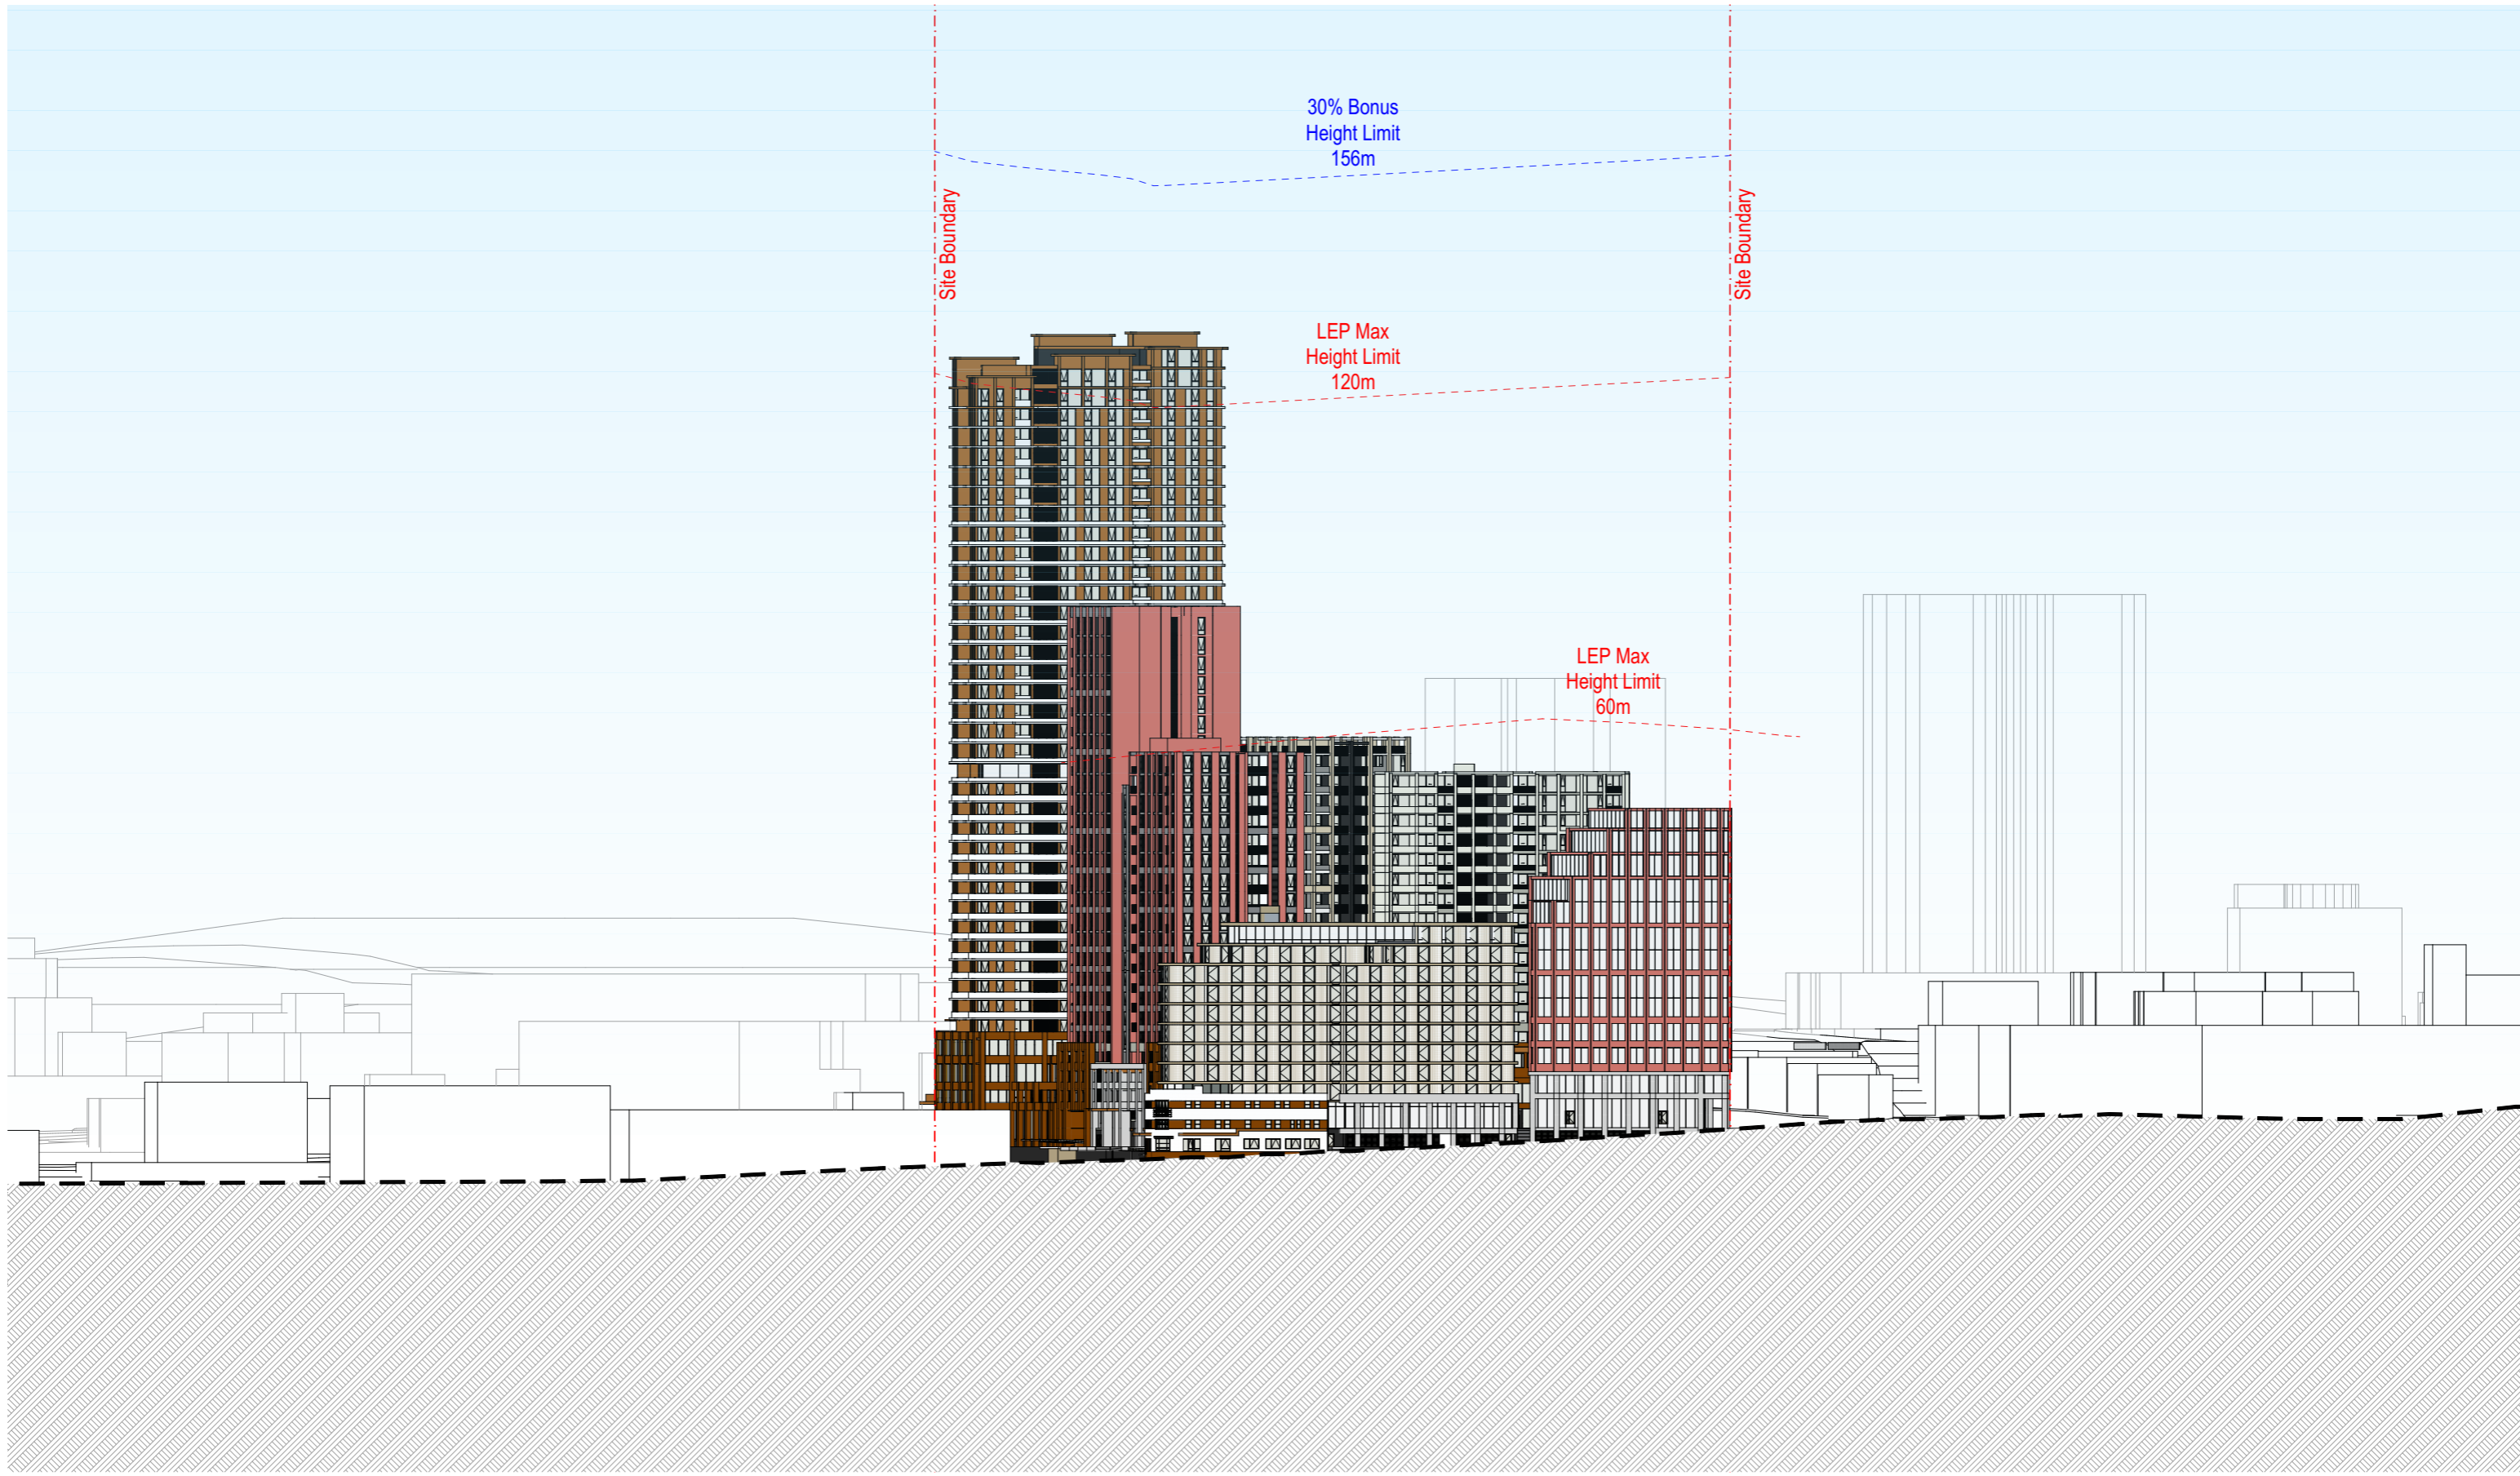 30% Bonus
Height Limit
156m
Site Boundary
Site Boundary
LEP Max
Height Limit
120m
LEP Max
Height Limit
60m